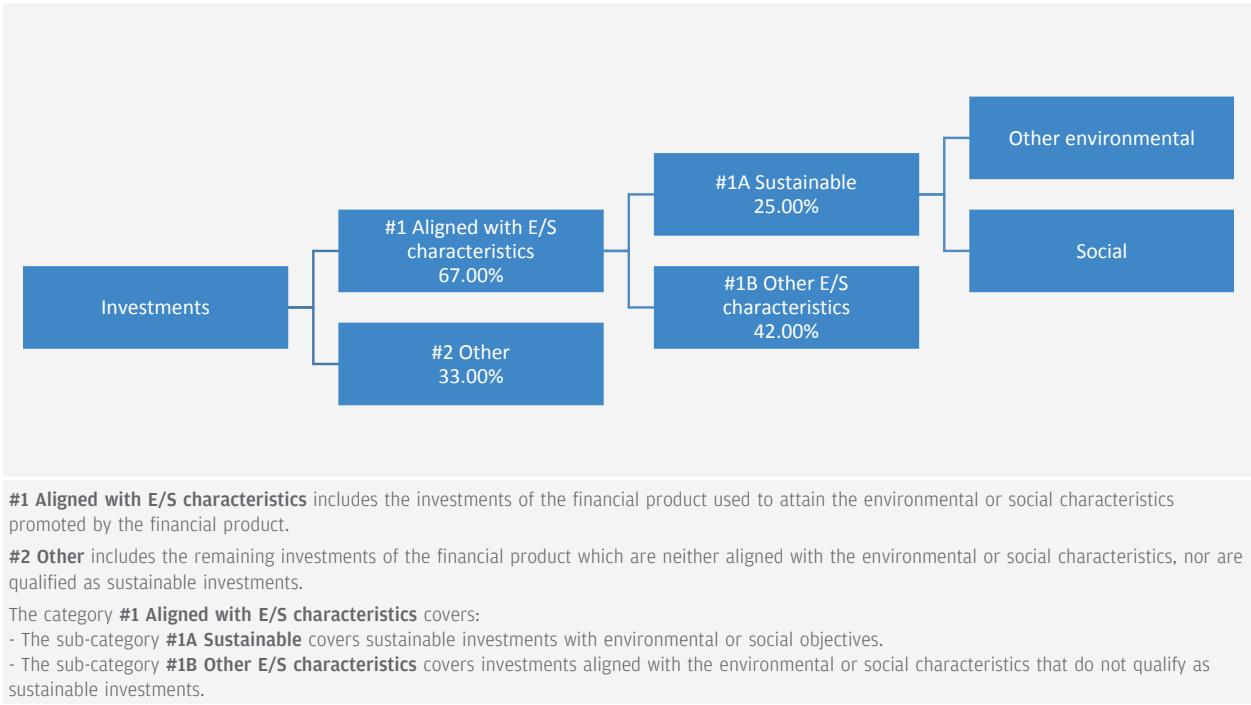 Investments
#1 Aligned with E/S
characteristics
67.00%
#2 Other
33.00%
#1A Sustainable
25.00%
#1B Other E/S
characteristics
42.00%
Other environmental
Social
#1 Aligned with E/S characteristics includes the investments of the financial product used to attain the environmental or social characteristics
promoted by the financial product.
#2 Other includes the remaining investments of the financial product which are neither aligned with the environmental or social characteristics, nor are
qualified as sustainable investments.
The category #1 Aligned with E/S characteristics covers:
- The sub-category #1A Sustainable covers sustainable investments with environmental or social objectives.
- The sub-category #1B Other E/S characteristics covers investments aligned with the environmental or social characteristics that do not qualify as
sustainable investments.